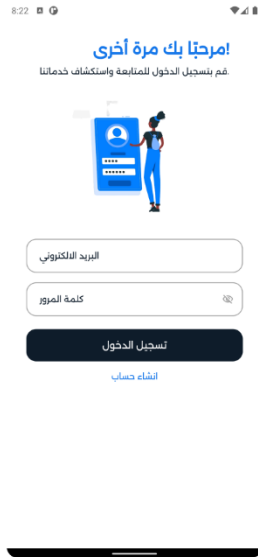 8:22
مرحبًا بك مرة أخرى!
قم بتسجيل الدخول للمتابعة واستكشاف خدماتنا.
البريد الالكتروني
كلمة المرور
تسجيل الدخول
انشاء حساب